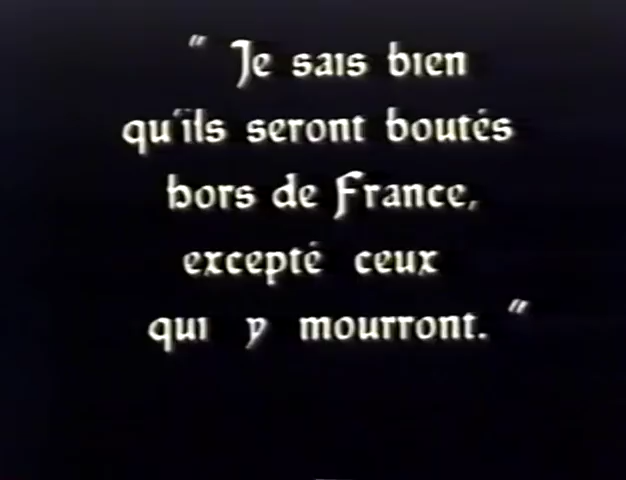 " Je sais bien
qu'ils seront boutés
hors de France,
excepté ceux
qui y mourront. "